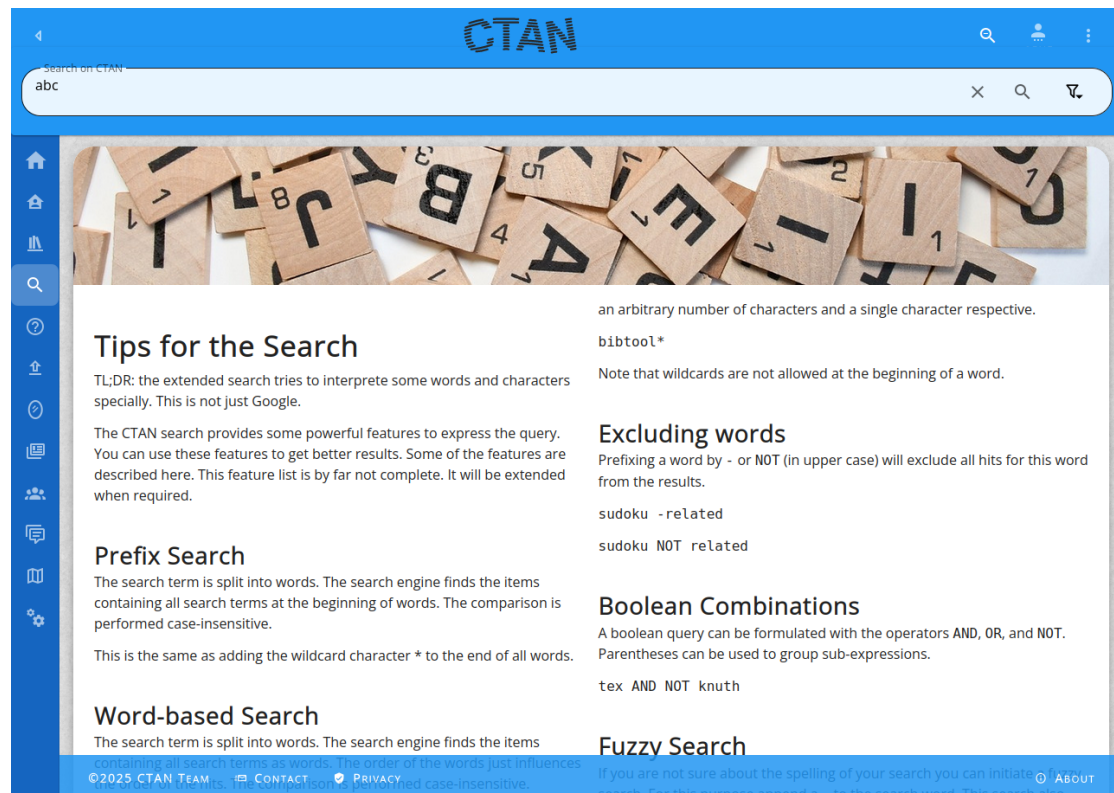 CTAN
Search on CTAN
abc
Tips for the Search
TL;DR: the extended search tries to interprete some words and characters
specially. This is not just Google.
The CTAN search provides some powerful features to express the query.
You can use these features to get better results. Some of the features are
described here. This feature list is by far not complete. It will be extended
when required.
Prefix Search
The search term is split into words. The search engine finds the items
containing all search terms at the beginning of words. The comparison is
performed case-insensitive.
This is the same as adding the wildcard character * to the end of all words.
Word-based Search
The search term is split into words. The search engine finds the items
containing all search terms as words. The order of the words just influences
the order of the hits. The comparison is performed case-insensitive.
an arbitrary number of characters and a single character respective.
bibtool*
Note that wildcards are not allowed at the beginning of a word.
Excluding words
Prefixing a word by - or NOT (in upper case) will exclude all hits for this word
from the results.
sudoku -related
sudoku NOT related
Boolean Combinations
A boolean query can be formulated with the operators AND, OR, and NOT.
Parentheses can be used to group sub-expressions.
tex AND NOT knuth
Fuzzy Search
If you are not sure about the spelling of your search you can initiate a fuzzy
search. For this purpose append a ~ to the search word. This search also
©2025 CTAN Team Contact Privacy About